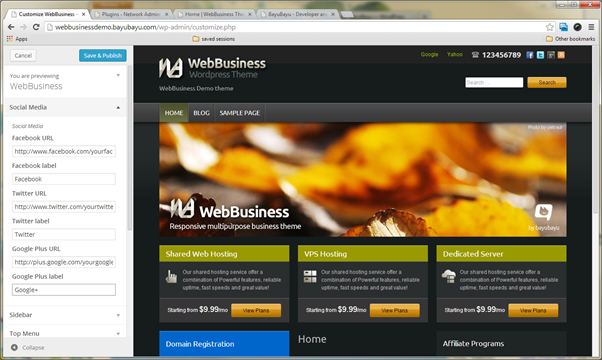 Customize WebBusiness
Plugins - Network Admin
Home | WebBusiness Them
BayuBayu - Developer an
webbusinessdemo.bayubayu.com/wp-admin/customize.php
Apps
saved sessions
Other bookmarks
Cancel
Save & Publish
You are previewing
WebBusiness
Social Media
Social Media
Facebook URL
http://www.facebook.com/yourfac
Facebook label
Facebook
Twitter URL
http://www.twitter.com/yourtwitte
Twitter label
Twitter
Google Plus URL
http://plus.google.com/yourgoogle
Google Plus label
Google+
Sidebar
Top Menu
Collapse
Google
Yahoo
123456789
WebBusiness
Wordpress Theme
WebBusiness Demo theme
Search
HOME
BLOG
SAMPLE PAGE
WebBusiness
Responsive multipurpose business theme
by bayubayu
Shared Web Hosting
Our shared hosting service offer a
combination of Powerful features, reliable
uptime, fast speeds and great value!
Starting from $9.99/mo
View Plans
VPS Hosting
Our shared hosting service offer a
combination of Powerful features, reliable
uptime, fast speeds and great value!
Starting from $9.99/mo
View Plans
Dedicated Server
Our shared hosting service offer a
combination of Powerful features, reliable
uptime, fast speeds and great value!
Starting from $9.99/mo
View Plans
Domain Registration
Home
Affiliate Programs